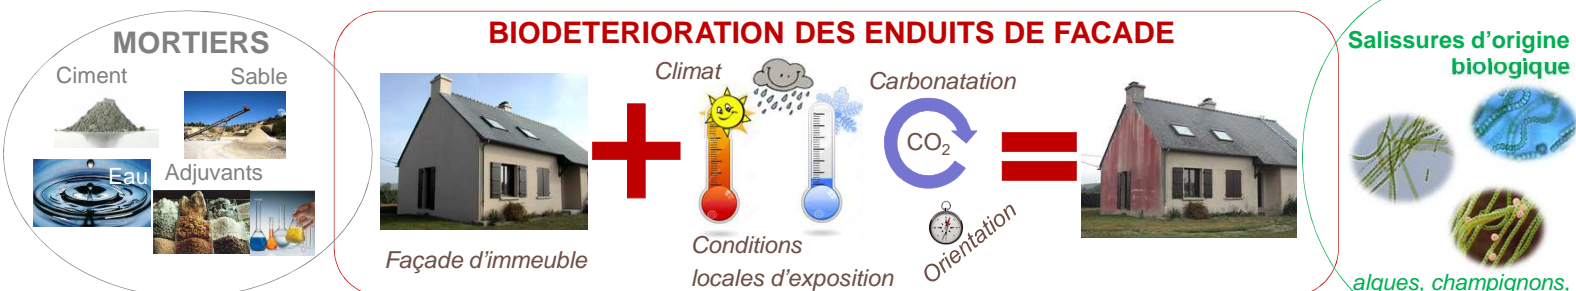 MORTIERS
Ciment
Sable
Eau
Adjuvants
BIODETERIORATION DES ENDUITS DE FACADE
Climat
Carbonatation
CO₂
Façade d'immeuble
Conditions
locales d'exposition
Orientation
Salissures d'origine
biologique
algues, champignons,